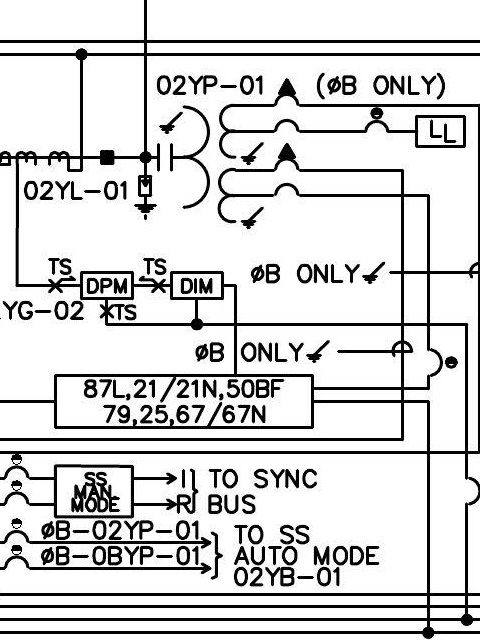 02YP-01 (ØB ONLY)
LL
02YL-01
TS TS
DPM DIM
ØB ONLY
YG-02 TS
ØB ONLY
87L,21/21N,50BF
79,25,67/67N
SS
MAN.
MODE
I TO SYNC
R BUS
ØB-02YP-01
ØB-0BYP-01
TO SS
AUTO MODE
02YB-01